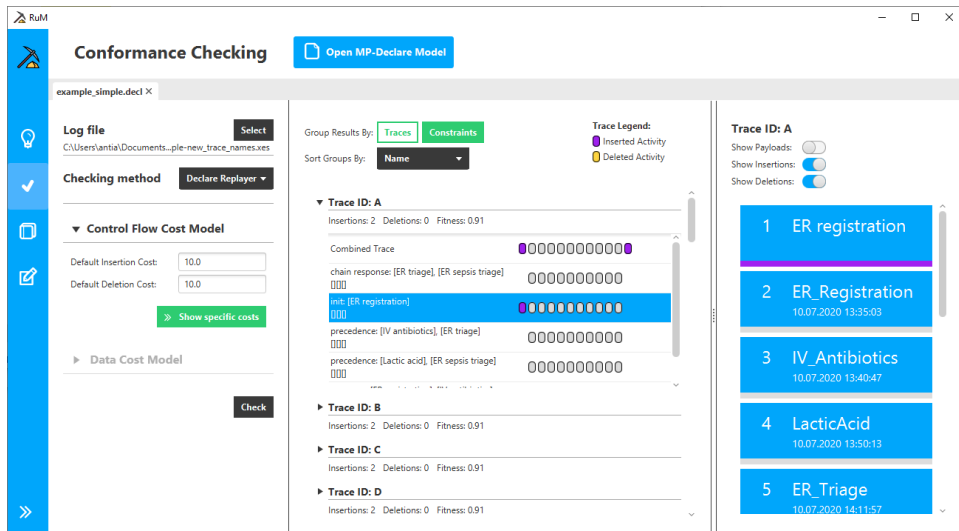 RuM
Conformance Checking
Open MP-Declare Model
example_simple.decl ×
Log file
Select
C:\Users\antia\Documents...ple-new_trace_names.xes
Checking method
Declare Replayer
Control Flow Cost Model
Default Insertion Cost: 10.0
Default Deletion Cost: 10.0
Show specific costs
Data Cost Model
Check
Group Results By: Traces Constraints
Sort Groups By: Name
Trace Legend:
Inserted Activity
Deleted Activity
Trace ID: A
Insertions: 2 Deletions: 0 Fitness: 0.91
Combined Trace
chain response: [ER triage], [ER sepsis triage]
[][][]
init: [ER registration]
[][][]
precedence: [IV antibiotics], [ER triage]
[][][]
precedence: [Lactic acid], [ER sepsis triage]
[][][]
Trace ID: B
Insertions: 2 Deletions: 0 Fitness: 0.91
Trace ID: C
Insertions: 2 Deletions: 0 Fitness: 0.91
Trace ID: D
Insertions: 2 Deletions: 0 Fitness: 0.91
Trace ID: A
Show Payloads:
Show Insertions:
Show Deletions:
1 ER registration
2 ER_Registration
10.07.2020 13:35:03
3 IV_Antibiotics
10.07.2020 13:40:47
4 LacticAcid
10.07.2020 13:50:13
5 ER_Triage
10.07.2020 14:11:57